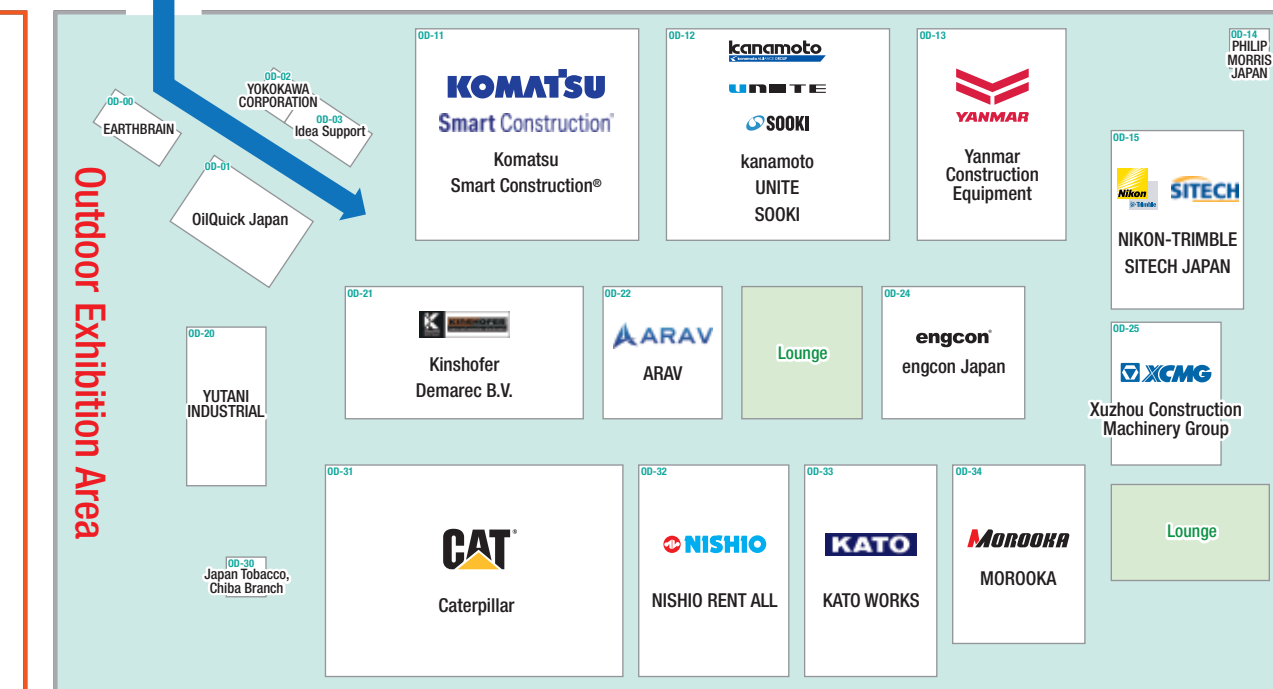 Outdoor Exhibition Area
OD-00
EARTHBRAIN
OD-02
YOKOKAWA
CORPORATION
OD-03
Idea Support
OD-01
OilQuick Japan
OD-11
KOMATSU
Smart Construction®
Komatsu
Smart Construction®
OD-12
kanamoto
kanamoto ALLIANCE GROUP
UNITE
SOOKI
kanamoto
UNITE
SOOKI
OD-13
YANMAR
Yanmar
Construction
Equipment
OD-14
PHILIP
MORRIS
JAPAN
OD-15
Nikon
Trimble
SITECH
NIKON-TRIMBLE
SITECH JAPAN
OD-20
YUTANI
INDUSTRIAL
OD-21
K
KINSHOFER
Kinshofer
Demarec B.V.
OD-22
ARAV
ARAV
Lounge
OD-24
engcon®
engcon Japan
OD-25
XCMG
Xuzhou Construction
Machinery Group
OD-30
Japan Tobacco,
Chiba Branch
OD-31
CAT®
Caterpillar
OD-32
NISHIO
NISHIO RENT ALL
OD-33
KATO
KATO WORKS
OD-34
MOROOKA
MOROOKA
Lounge